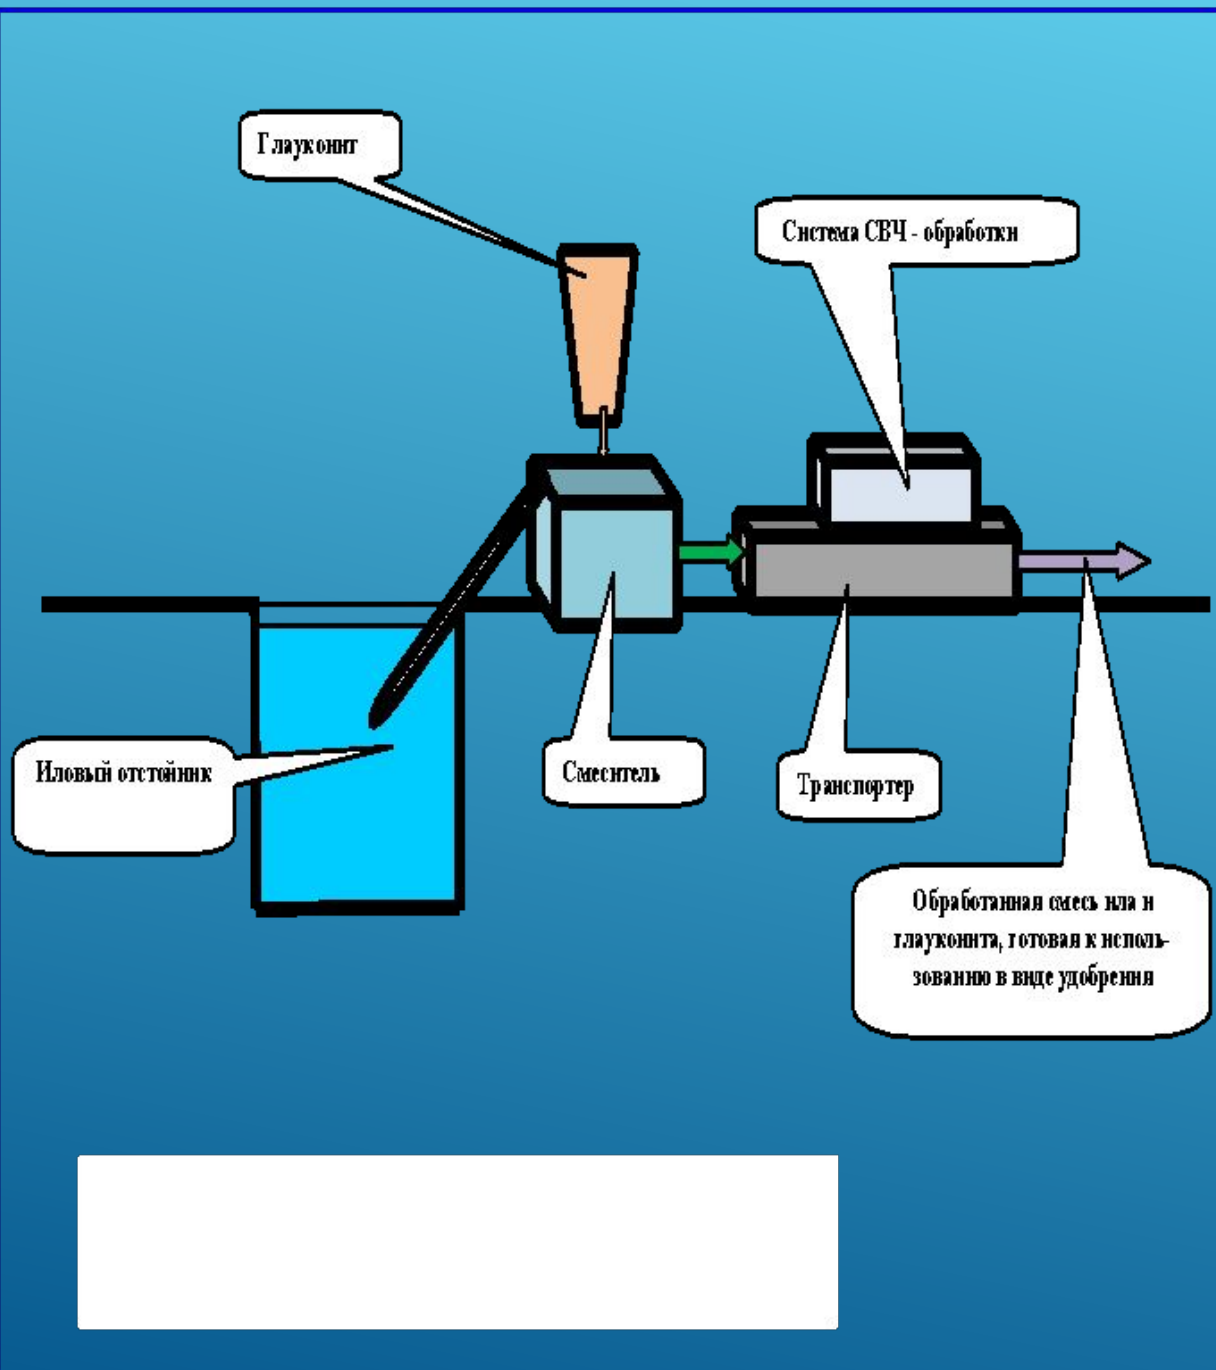 Глауконит
Система СВЧ - обработки
Иловый отстойник
Смеситель
Транспортер
Обработанная смесь ила и
глауконита, готовая к исполь-
зованию в виде удобрения